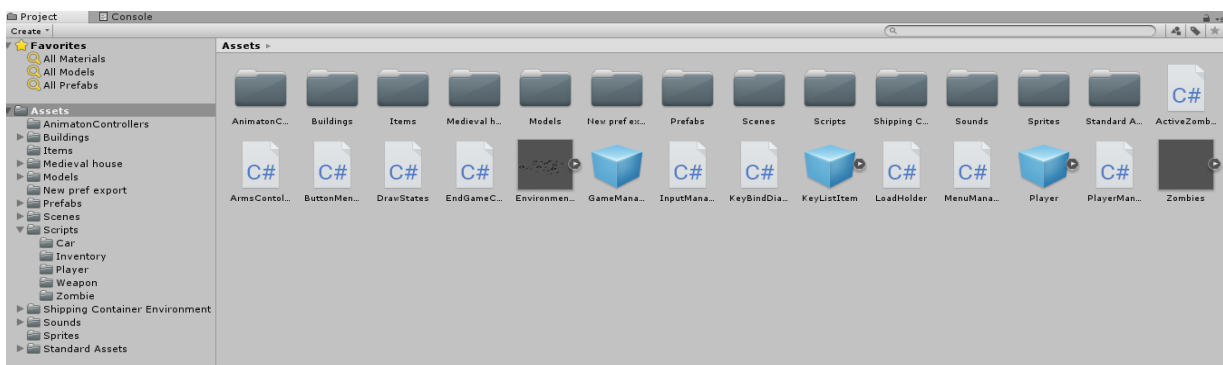 Project
Console
Create
Favorites
All Materials
All Models
All Prefabs
Assets
AnimatonControllers
Buildings
Items
Medieval house
Models
New pref export
Prefabs
Scenes
Scripts
Car
Inventory
Player
Weapon
Zombie
Shipping Container Environment
Sounds
Sprites
Standard Assets
Assets
AnimatonC... Buildings Items Medieval h... Models New pref ex... Prefabs Scenes Scripts Shipping C... Sounds Sprites Standard A... C# ActiveZomb...
C# C# C# C# C# C# C# C# C#
ArmsContol... ButtonMen... DrawStates EndGameC... Environmen... GameMana... InputMana... KeyBindDia... KeyListItem LoadHolder MenuMana... Player PlayerMan... Zombies